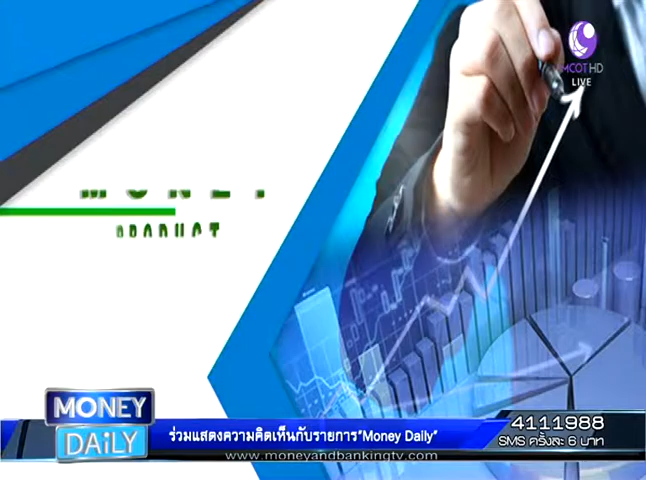 MCOT HD
LIVE
MONEY
PRODUCT
MONEY
DAiLY
ร่วมแสดงความคิดเห็นกับรายการ"Money Daily"
4111988
SMS ครั้งละ 6 บาท
www.moneyandbankingtv.com